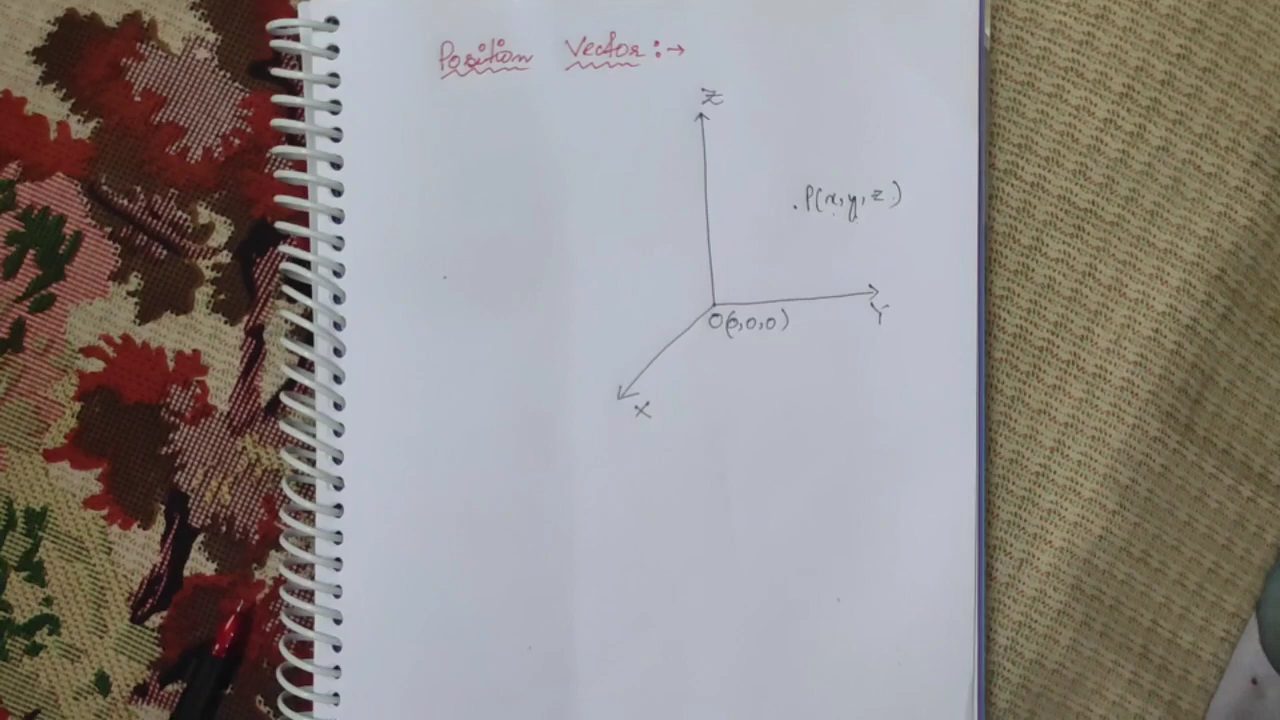 Position Vector :→
Z
.P(x, y, z)
Y
O(0,0,0)
X